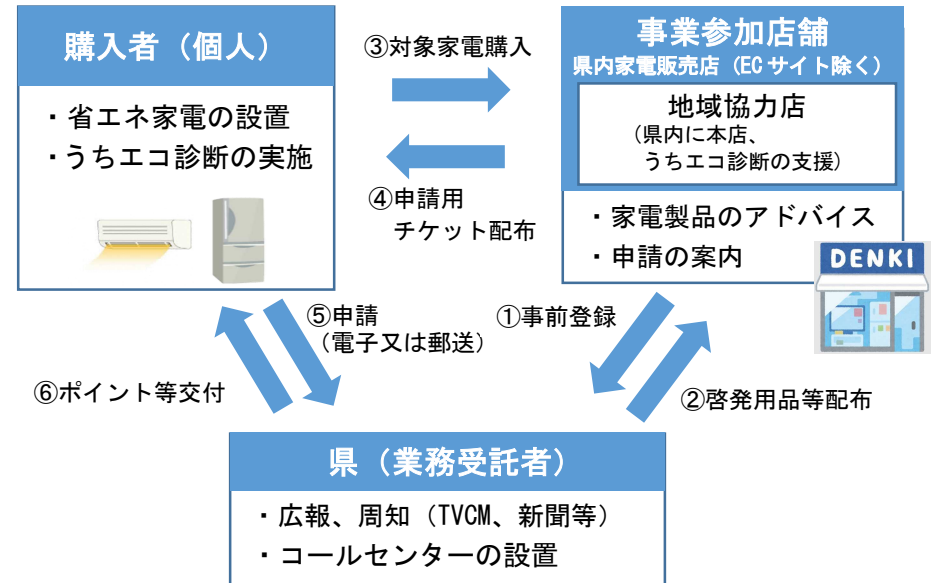 購入者（個人）
・省エネ家電の設置
・うちエコ診断の実施
③対象家電購入
④申請用
チケット配布
事業参加店舗
県内家電販売店（ECサイト除く）
地域協力店
（県内に本店、
うちエコ診断の支援）
・家電製品のアドバイス
・申請の案内
DENKI
⑤申請
（電子又は郵送）
①事前登録
⑥ポイント等交付
②啓発用品等配布
県（業務受託者）
・広報、周知（TVCM、新聞等）
・コールセンターの設置